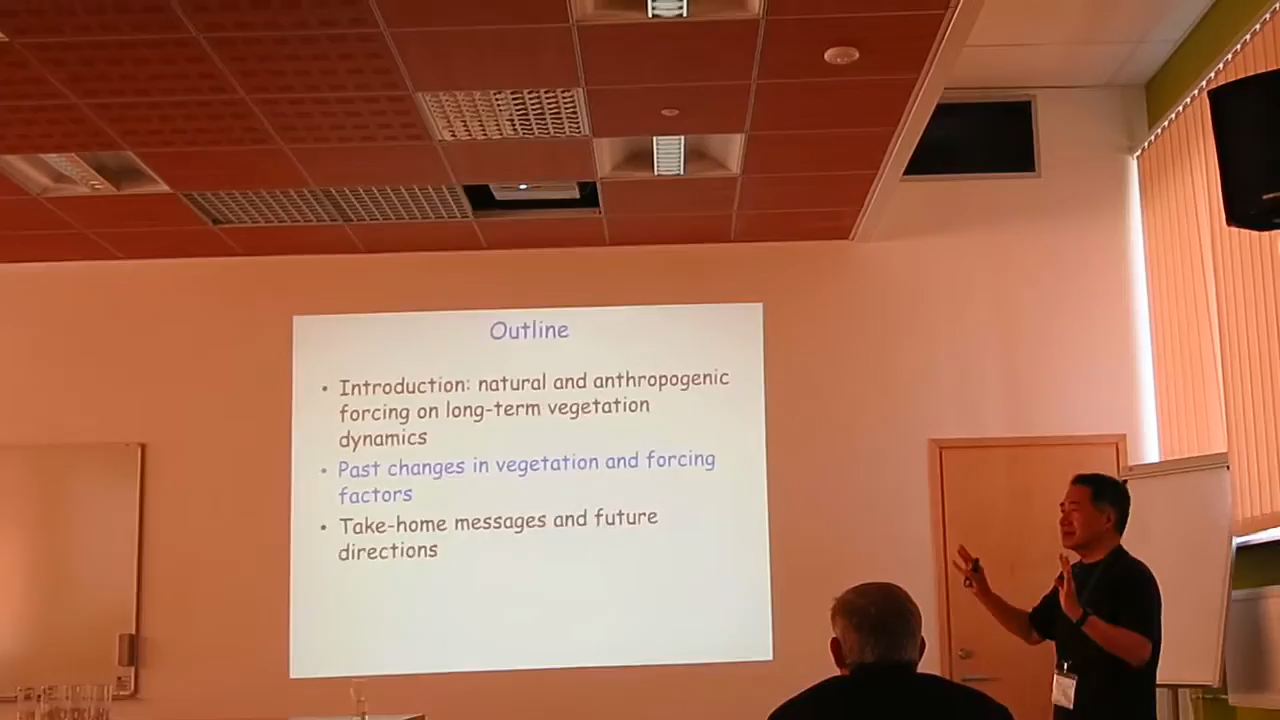 Outline
• Introduction: natural and anthropogenic
forcing on long-term vegetation
dynamics
• Past changes in vegetation and forcing
factors
• Take-home messages and future
directions